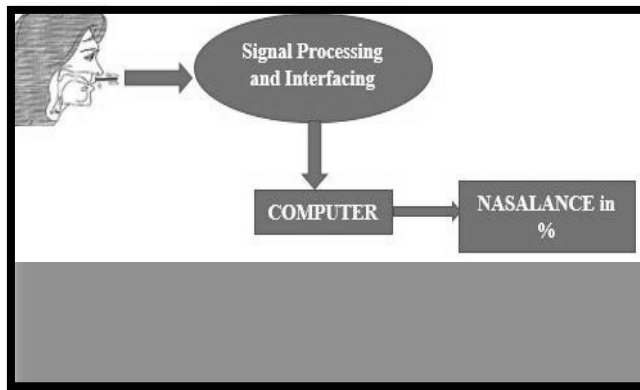 Signal Processing
and Interfacing
COMPUTER
NASALANCE in
%